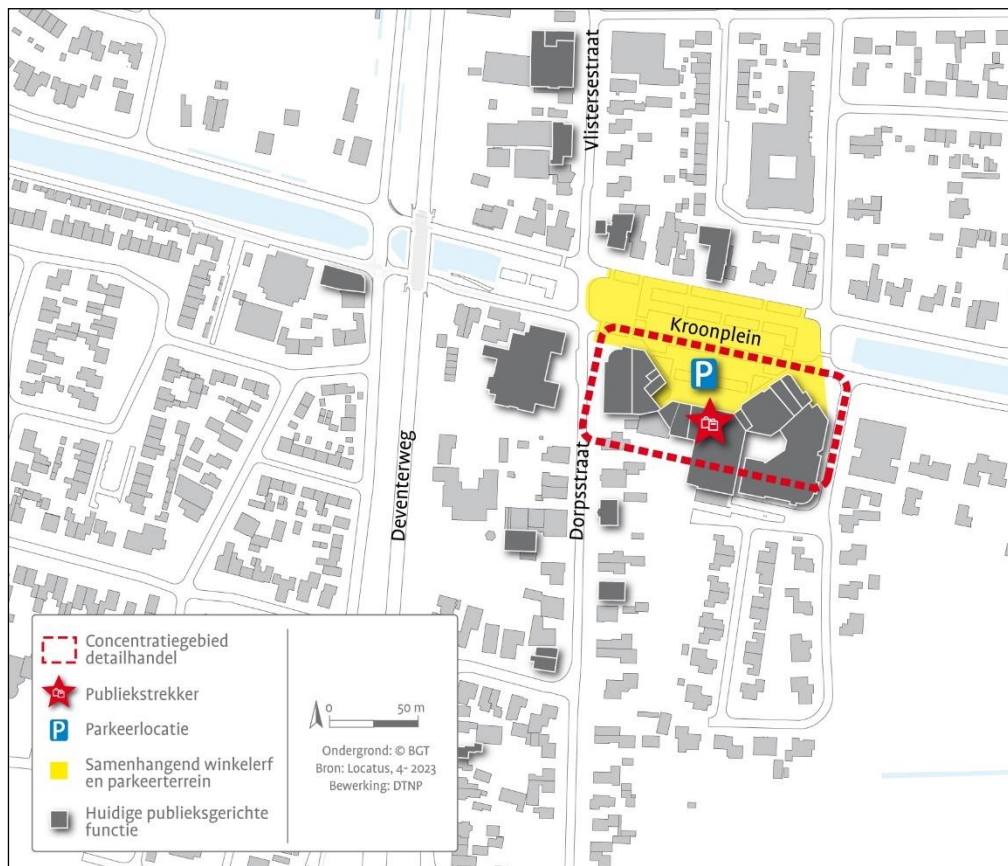 Vlistersestraat
Kroonplein
P
Deventerweg
Dorpsstraat
Concentratiegebied
detailhandel
Publiekstrekker
P
Parkeerlocatie
Samenhangend winkelerf
en parkeerterrein
Huidige publieksgerichte
functie
0 50 m
Ondergrond: © BGT
Bron: Locatus, 4- 2023
Bewerking: DTNP